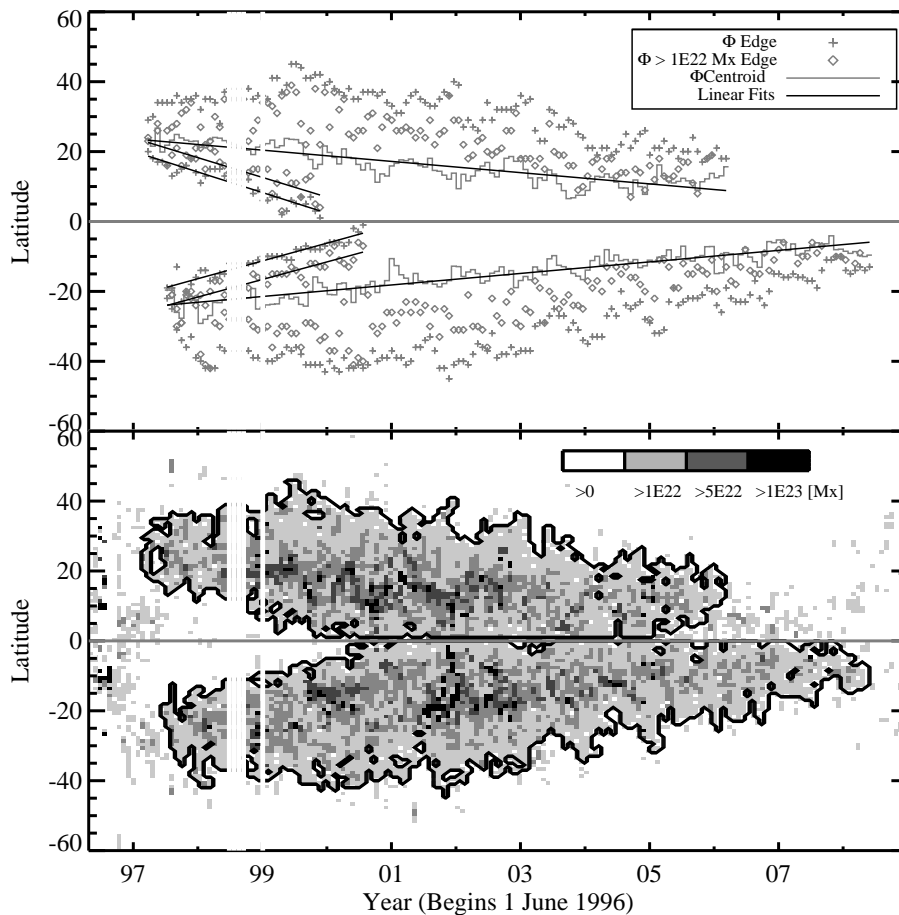 60
40
20
0
-20
-40
-60
Latitude
Φ Edge
Φ > 1E22 Mx Edge
ΦCentroid
Linear Fits
60
40
20
0
-20
-40
-60
Latitude
>0 >1E22 >5E22 >1E23 [Mx]
97 99 01 03 05 07
Year (Begins 1 June 1996)